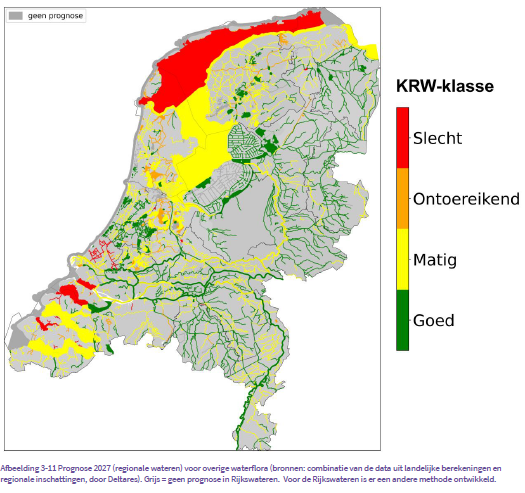 geen prognose
KRW-klasse
Slecht
Ontoereikend
Matig
Goed
Afbeelding 3-11 Prognose 2027 (regionale wateren) voor overige waterflora (bronnen: combinatie van de data uit landelijke berekeningen en
regionale inschattingen, door Deltares). Grijs = geen prognose in Rijkswateren. Voor de Rijkswateren is er een andere methode ontwikkeld.